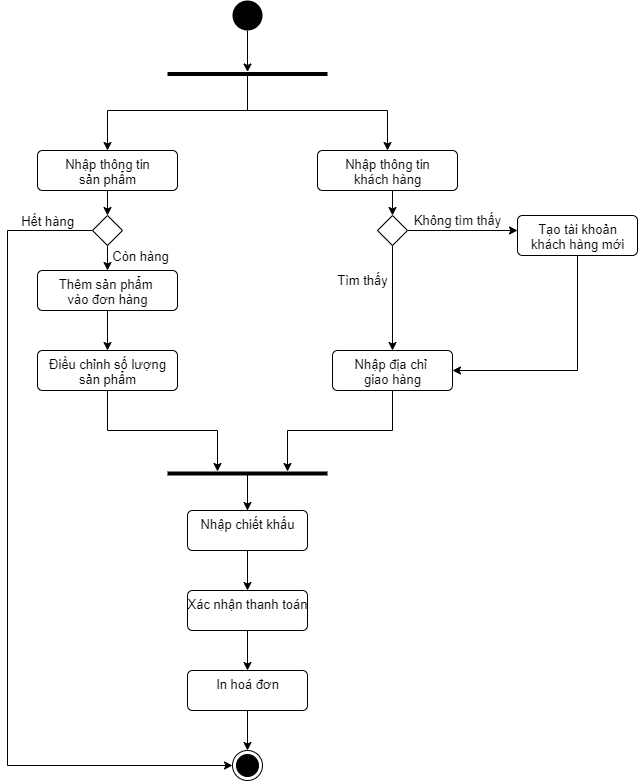 Nhập thông tin
sản phẩm
Nhập thông tin
khách hàng
Hết hàng
Không tìm thấy
Tạo tài khoản
khách hàng mới
Còn hàng
Tìm thấy
Thêm sản phẩm
vào đơn hàng
Điều chỉnh số lượng
sản phẩm
Nhập địa chỉ
giao hàng
Nhập chiết khấu
Xác nhận thanh toán
In hoá đơn